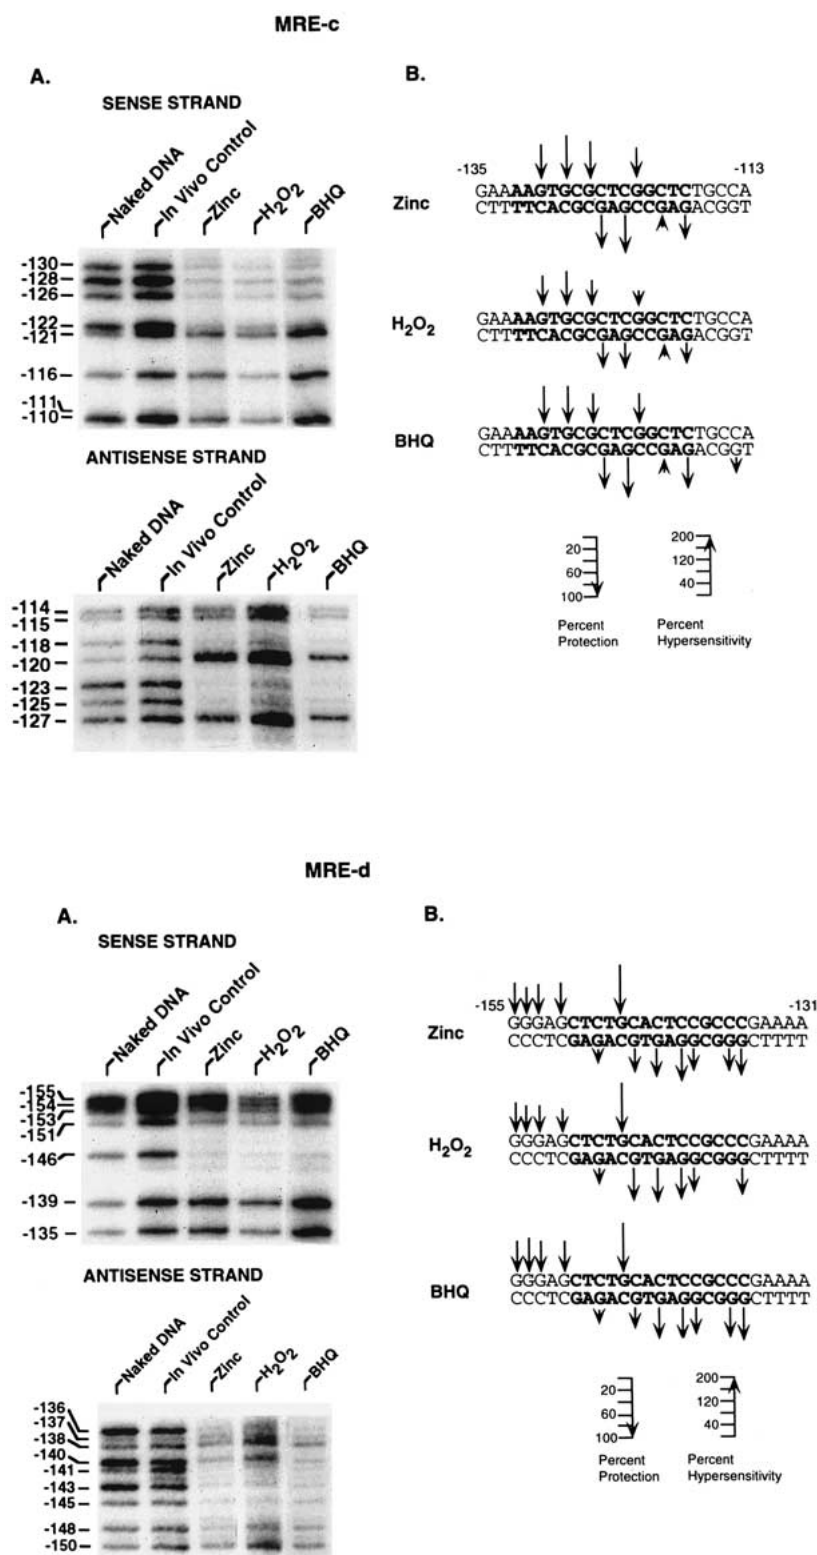 MRE-c
A.
SENSE STRAND
Naked DNA
In Vivo Control
Zinc
H2O2
BHQ
-130
-128
-126
-122
-121
-116
-111
-110
ANTISENSE STRAND
Naked DNA
In Vivo Control
Zinc
H2O2
BHQ
-114
-115
-118
-120
-123
-125
-127
B.
-135 -113
Zinc
GAAAAGTGCGCTCGGCTCTGCCA
CTTTTCACGCGAGCCGAGACGGT
H2O2
GAAAAGTGCGCTCGGCTCTGCCA
CTTTTCACGCGAGCCGAGACGGT
BHQ
GAAAAGTGCGCTCGGCTCTGCCA
CTTTTCACGCGAGCCGAGACGGT
20
60
100
Percent
Protection
200
120
40
Percent
Hypersensitivity
MRE-d
A.
SENSE STRAND
Naked DNA
In Vivo Control
Zinc
H2O2
BHQ
-155
-154
-153
-151
-146
-139
-135
ANTISENSE STRAND
Naked DNA
In Vivo Control
Zinc
H2O2
BHQ
-136
-137
-138
-140
-141
-143
-145
-148
-150
B.
-155 -131
Zinc
GGGAGCTCTGCACTCCGCCCGAAAA
CCCTCGAGACGTGAGGCGGGCTTTT
H2O2
GGGAGCTCTGCACTCCGCCCGAAAA
CCCTCGAGACGTGAGGCGGGCTTTT
BHQ
GGGAGCTCTGCACTCCGCCCGAAAA
CCCTCGAGACGTGAGGCGGGCTTTT
20
60
100
Percent
Protection
200
120
40
Percent
Hypersensitivity